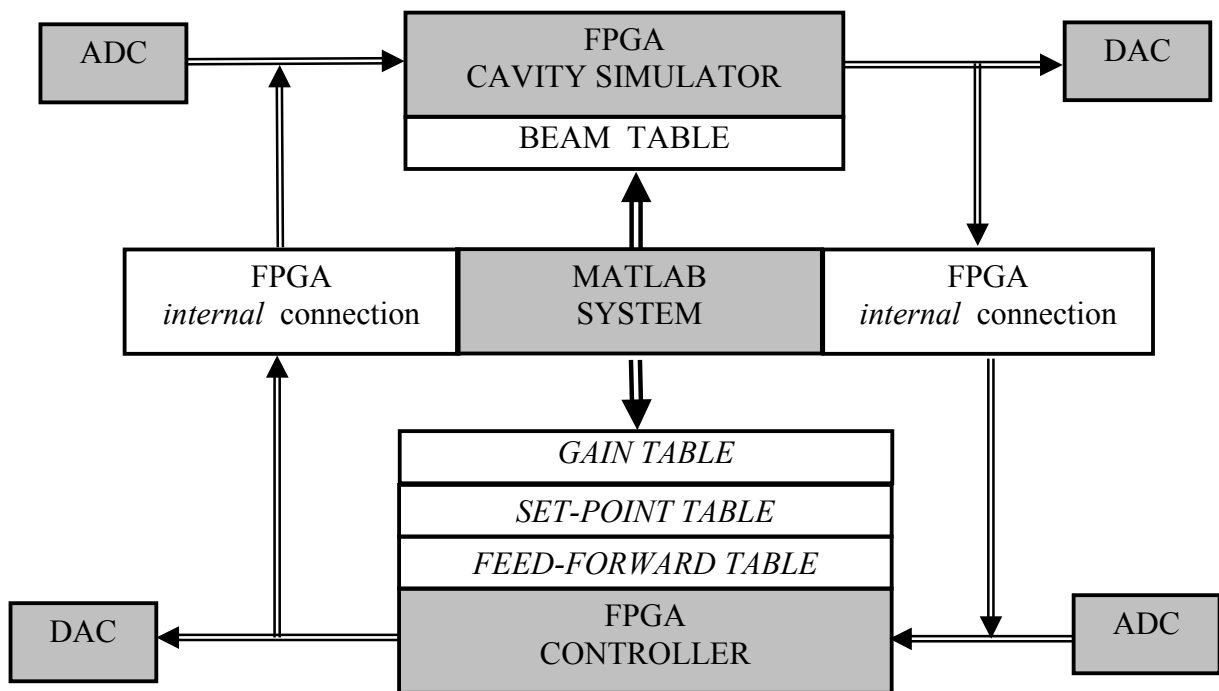 ADC
FPGA
CAVITY SIMULATOR
DAC
BEAM TABLE
FPGA
internal connection
MATLAB
SYSTEM
FPGA
internal connection
GAIN TABLE
SET-POINT TABLE
FEED-FORWARD TABLE
DAC
FPGA
CONTROLLER
ADC